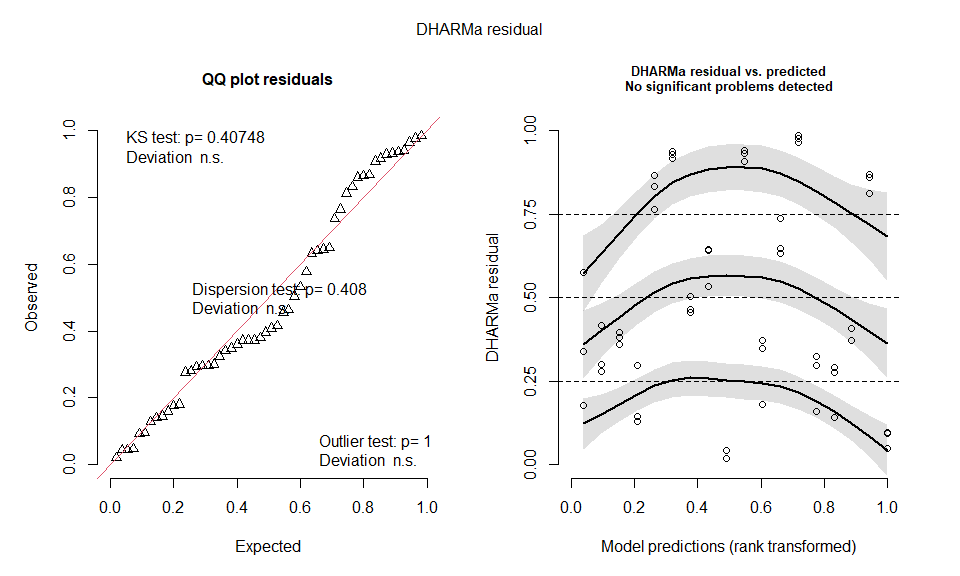 DHARMa residual
QQ plot residuals
KS test: p= 0.40748
Deviation n.s.
Dispersion test: p= 0.408
Deviation n.s.
Outlier test: p= 1
Deviation n.s.
Observed
0.0 0.2 0.4 0.6 0.8 1.0
0.0 0.2 0.4 0.6 0.8 1.0
Expected
DHARMa residual vs. predicted
No significant problems detected
DHARMa residual
0.00 0.25 0.50 0.75 1.00
0.0 0.2 0.4 0.6 0.8 1.0
Model predictions (rank transformed)